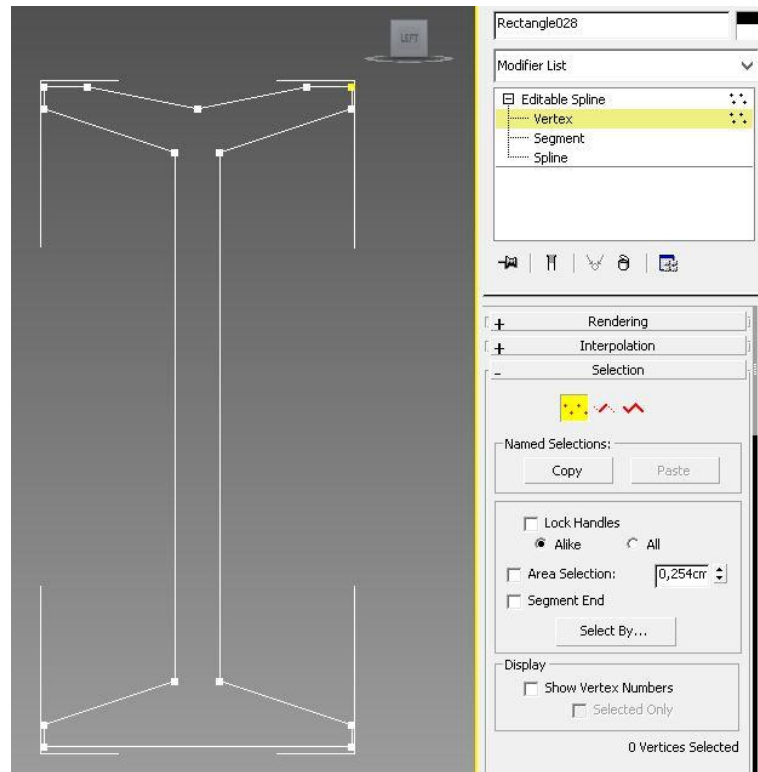 LEFT
Rectangle028
Modifier List
Editable Spline
Vertex
Segment
Spline
+ Rendering
+ Interpolation
- Selection
Named Selections:
Copy Paste
Lock Handles
Alike All
Area Selection: 0,254cm
Segment End
Select By...
Display
Show Vertex Numbers
Selected Only
0 Vertices Selected